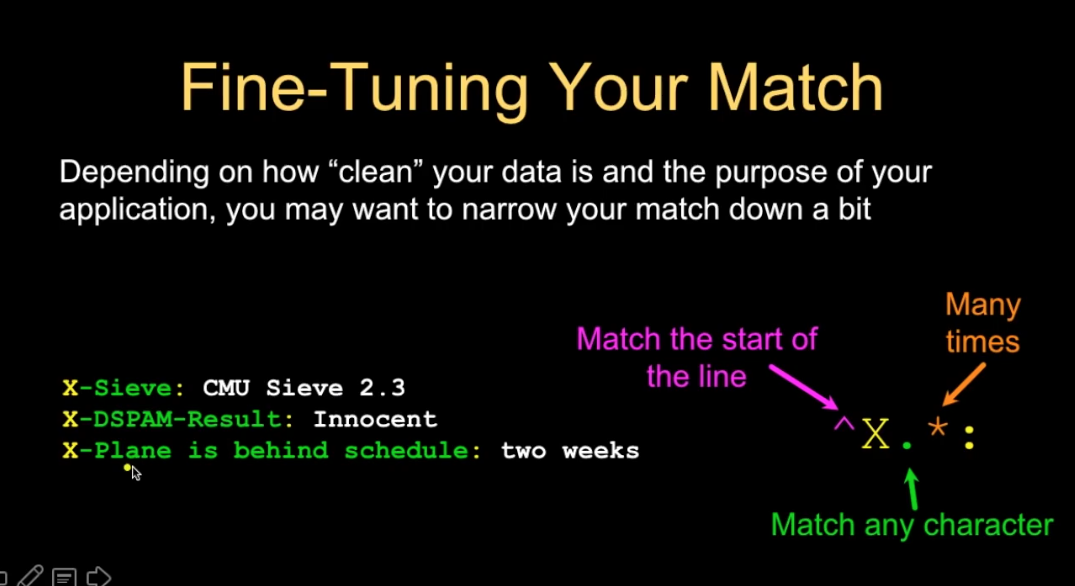 Fine-Tuning Your Match
Depending on how “clean” your data is and the purpose of your
application, you may want to narrow your match down a bit
Many
times
Match the start of
the line
X-Sieve: CMU Sieve 2.3
X-DSPAM-Result: Innocent
X-Plane is behind schedule: two weeks
^X.*:
Match any character